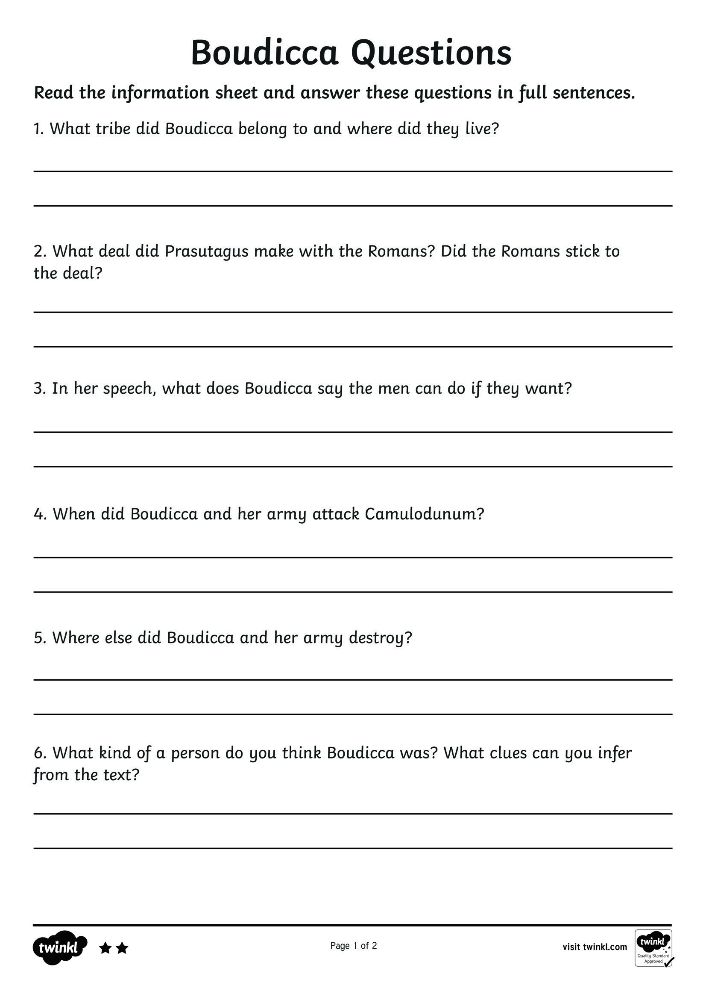 Boudicca Questions
Read the information sheet and answer these questions in full sentences.
1. What tribe did Boudicca belong to and where did they live?
2. What deal did Prasutagus make with the Romans? Did the Romans stick to
the deal?
3. In her speech, what does Boudicca say the men can do if they want?
4. When did Boudicca and her army attack Camulodunum?
5. Where else did Boudicca and her army destroy?
6. What kind of a person do you think Boudicca was? What clues can you infer
from the text?
twinkl
Page 1 of 2
visit twinkl.com
twinkl
Quality Standard
Approved